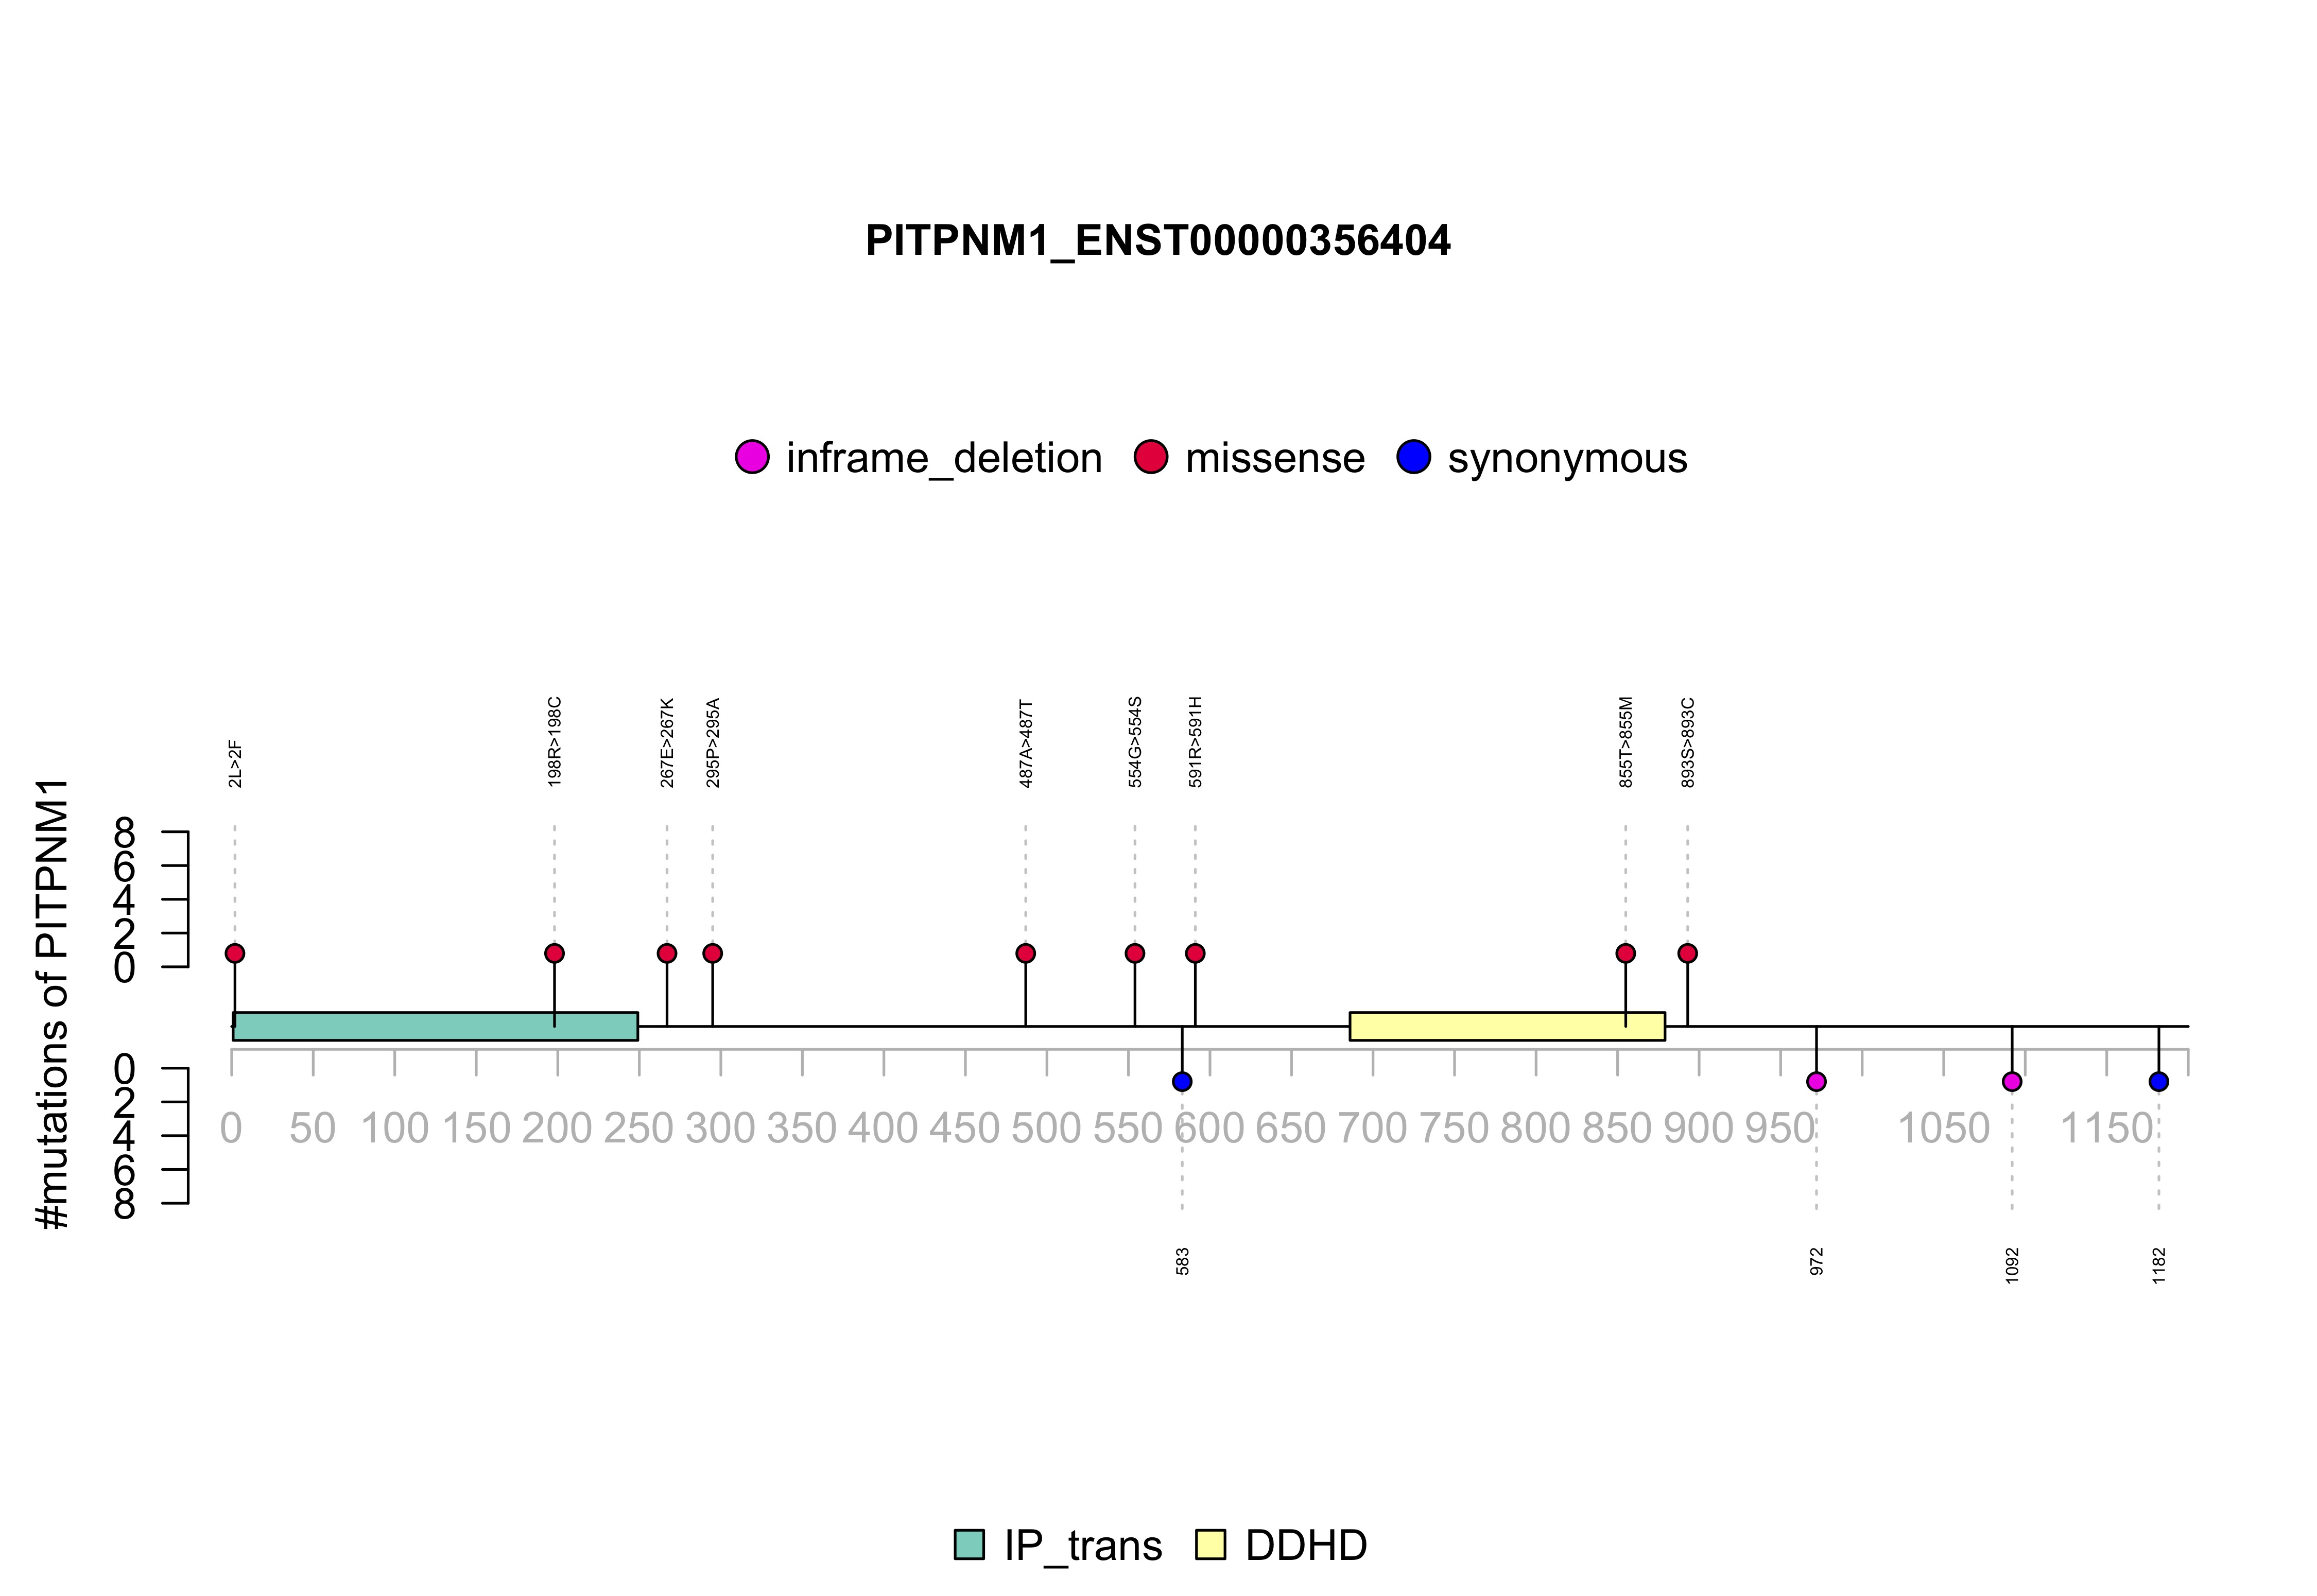 PITPNM1_ENST00000356404
inframe_deletion missense synonymous
2L>2F
198R>198C
267E>267K
295P>295A
487A>487T
554G>554S
591R>591H
855T>855M
893S>893C
#mutations of PITPNM1
8
6
4
2
0
0
2
4
6
8
0 50 100 150 200 250 300 350 400 450 500 550 600 650 700 750 800 850 900 950 1050 1150
583
972
1092
1182
IP_trans DDHD